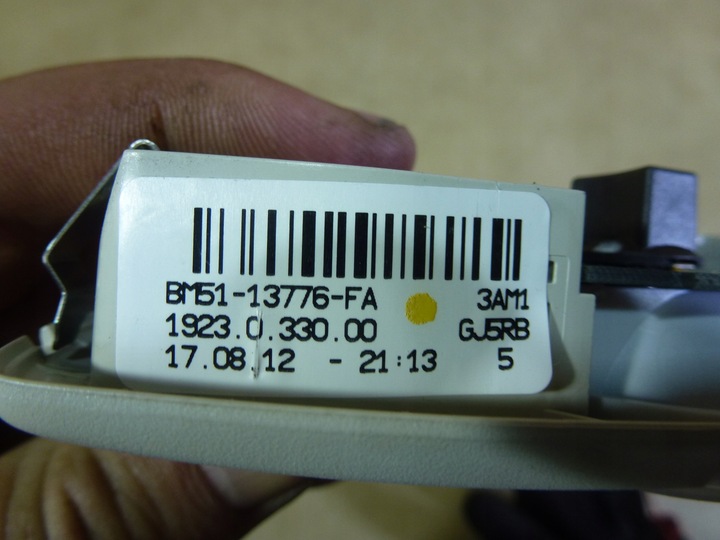 BM51-13776-FA 3AM1
1923.0.330.00 GJ5RB
17.08.12 - 21:13 5